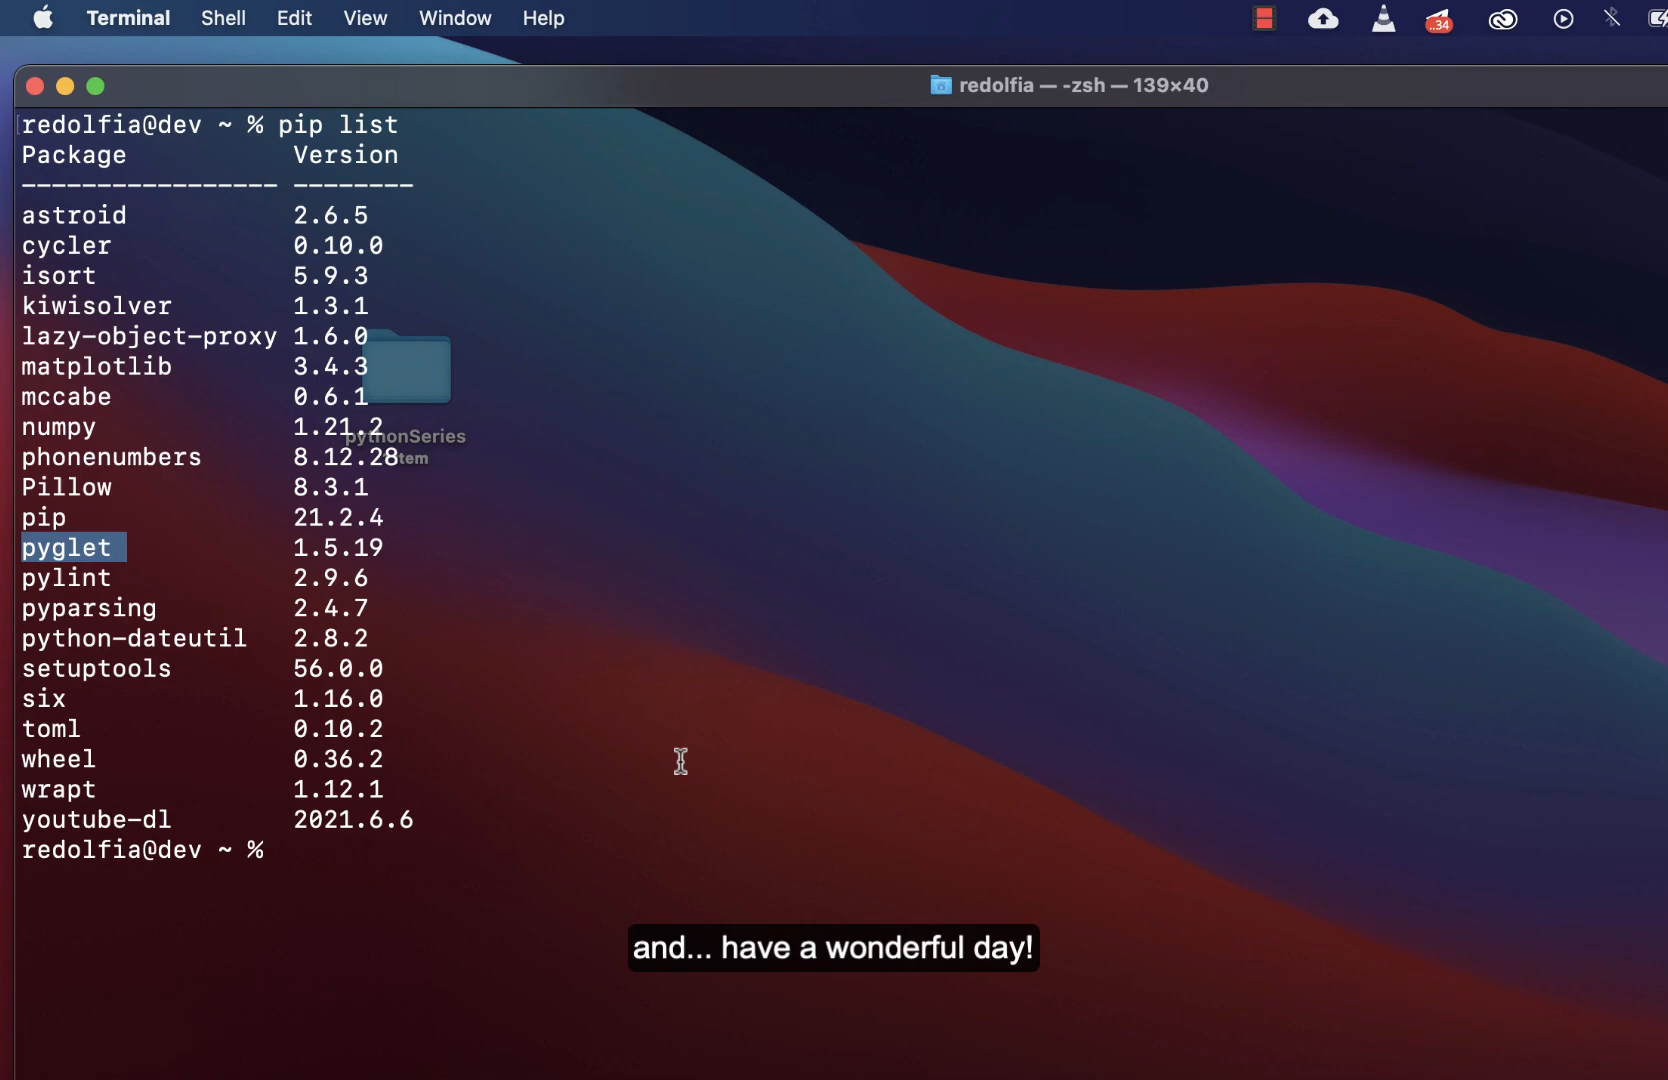 Terminal Shell Edit View Window Help
..34
redolfia — -zsh — 139×40
redolfia@dev ~ % pip list
Package Version
----------------- --------
astroid 2.6.5
cycler 0.10.0
isort 5.9.3
kiwisolver 1.3.1
lazy-object-proxy 1.6.0
matplotlib 3.4.3
mccabe 0.6.1
numpy 1.21.2
pythonSeries
phonenumbers 8.12.28
Pillow 8.3.1
pip 21.2.4
pyglet 1.5.19
pylint 2.9.6
pyparsing 2.4.7
python-dateutil 2.8.2
setuptools 56.0.0
six 1.16.0
toml 0.10.2
wheel 0.36.2
wrapt 1.12.1
youtube-dl 2021.6.6
redolfia@dev ~ %
and... have a wonderful day!